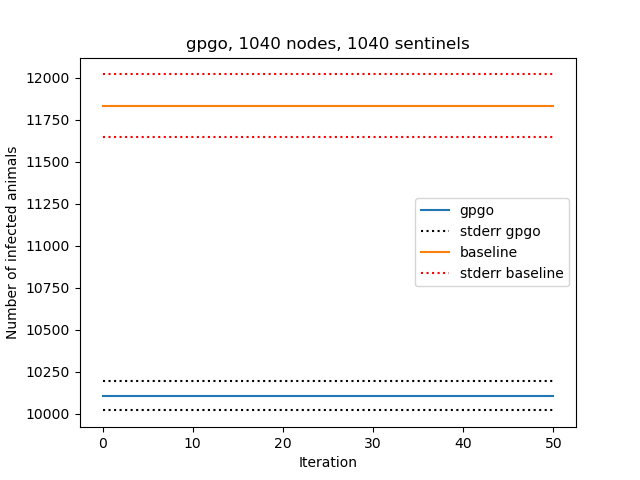 gpgo, 1040 nodes, 1040 sentinels
Number of infected animals
12000
11750
11500
11250
11000
10750
10500
10250
10000
gpgo
stderr gpgo
baseline
stderr baseline
0 10 20 30 40 50
Iteration